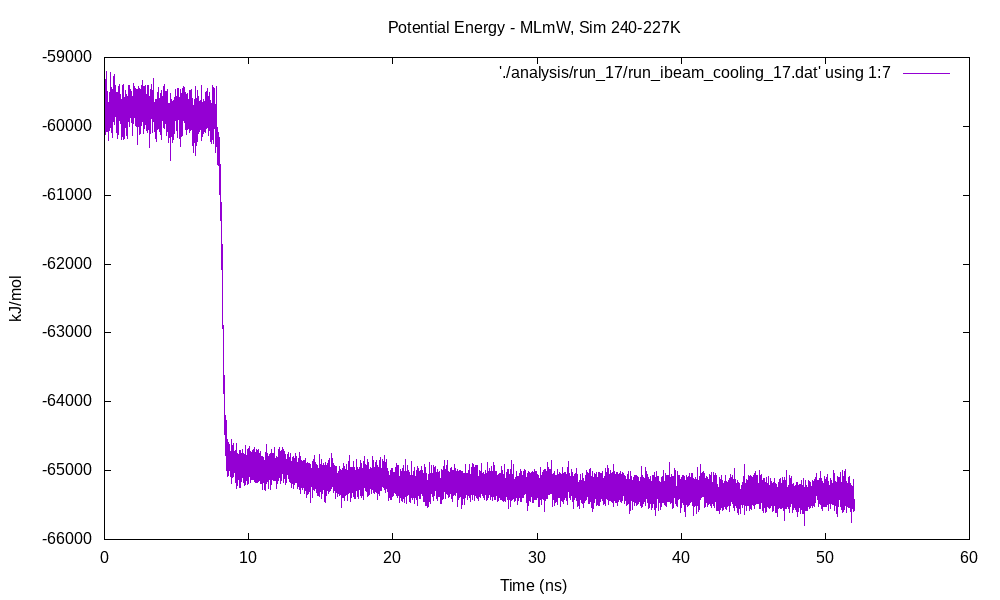 Potential Energy - MLmW, Sim 240-227K
'./analysis/run_17/run_ibeam_cooling_17.dat' using 1:7
-59000
-60000
-61000
-62000
-63000
-64000
-65000
-66000
kJ/mol
0 10 20 30 40 50 60
Time (ns)